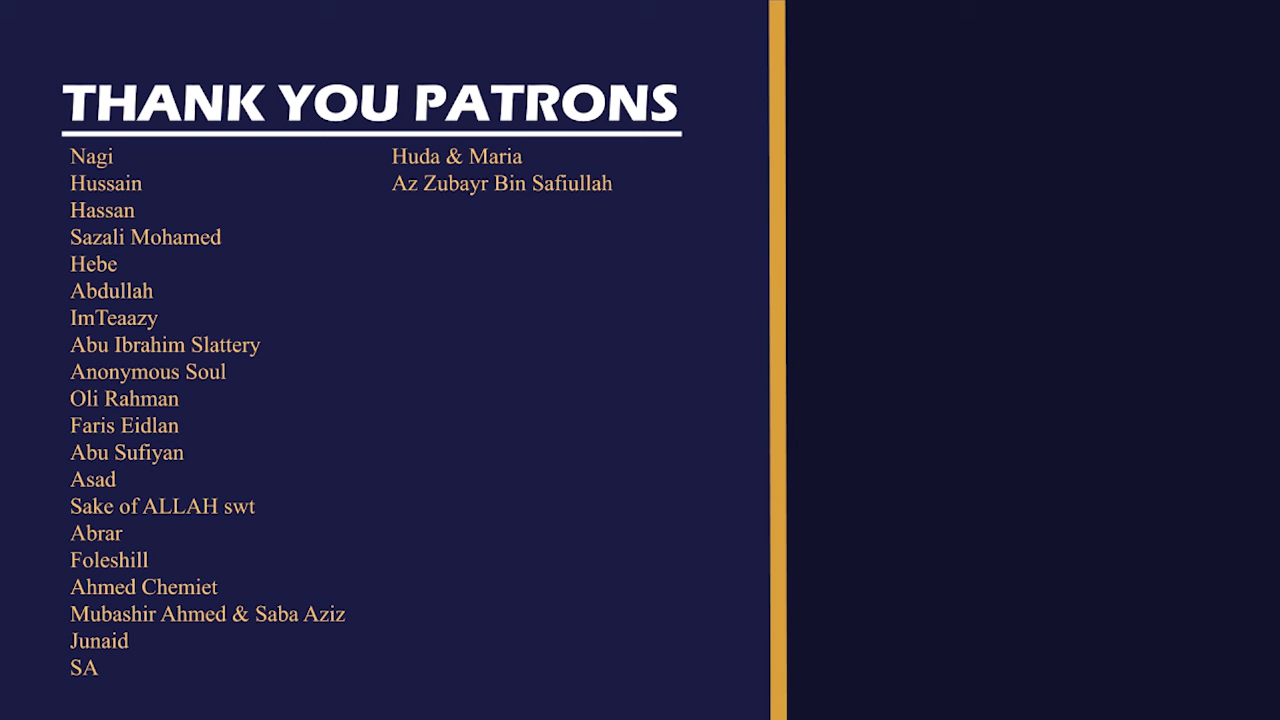 THANK YOU PATRONS
Nagi
Hussain
Hassan
Sazali Mohamed
Hebe
Abdullah
ImTeaazy
Abu Ibrahim Slattery
Anonymous Soul
Oli Rahman
Faris Eidlan
Abu Sufiyan
Asad
Sake of ALLAH swt
Abrar
Foleshill
Ahmed Chemiet
Mubashir Ahmed & Saba Aziz
Junaid
SA
Huda & Maria
Az Zubayr Bin Safiullah